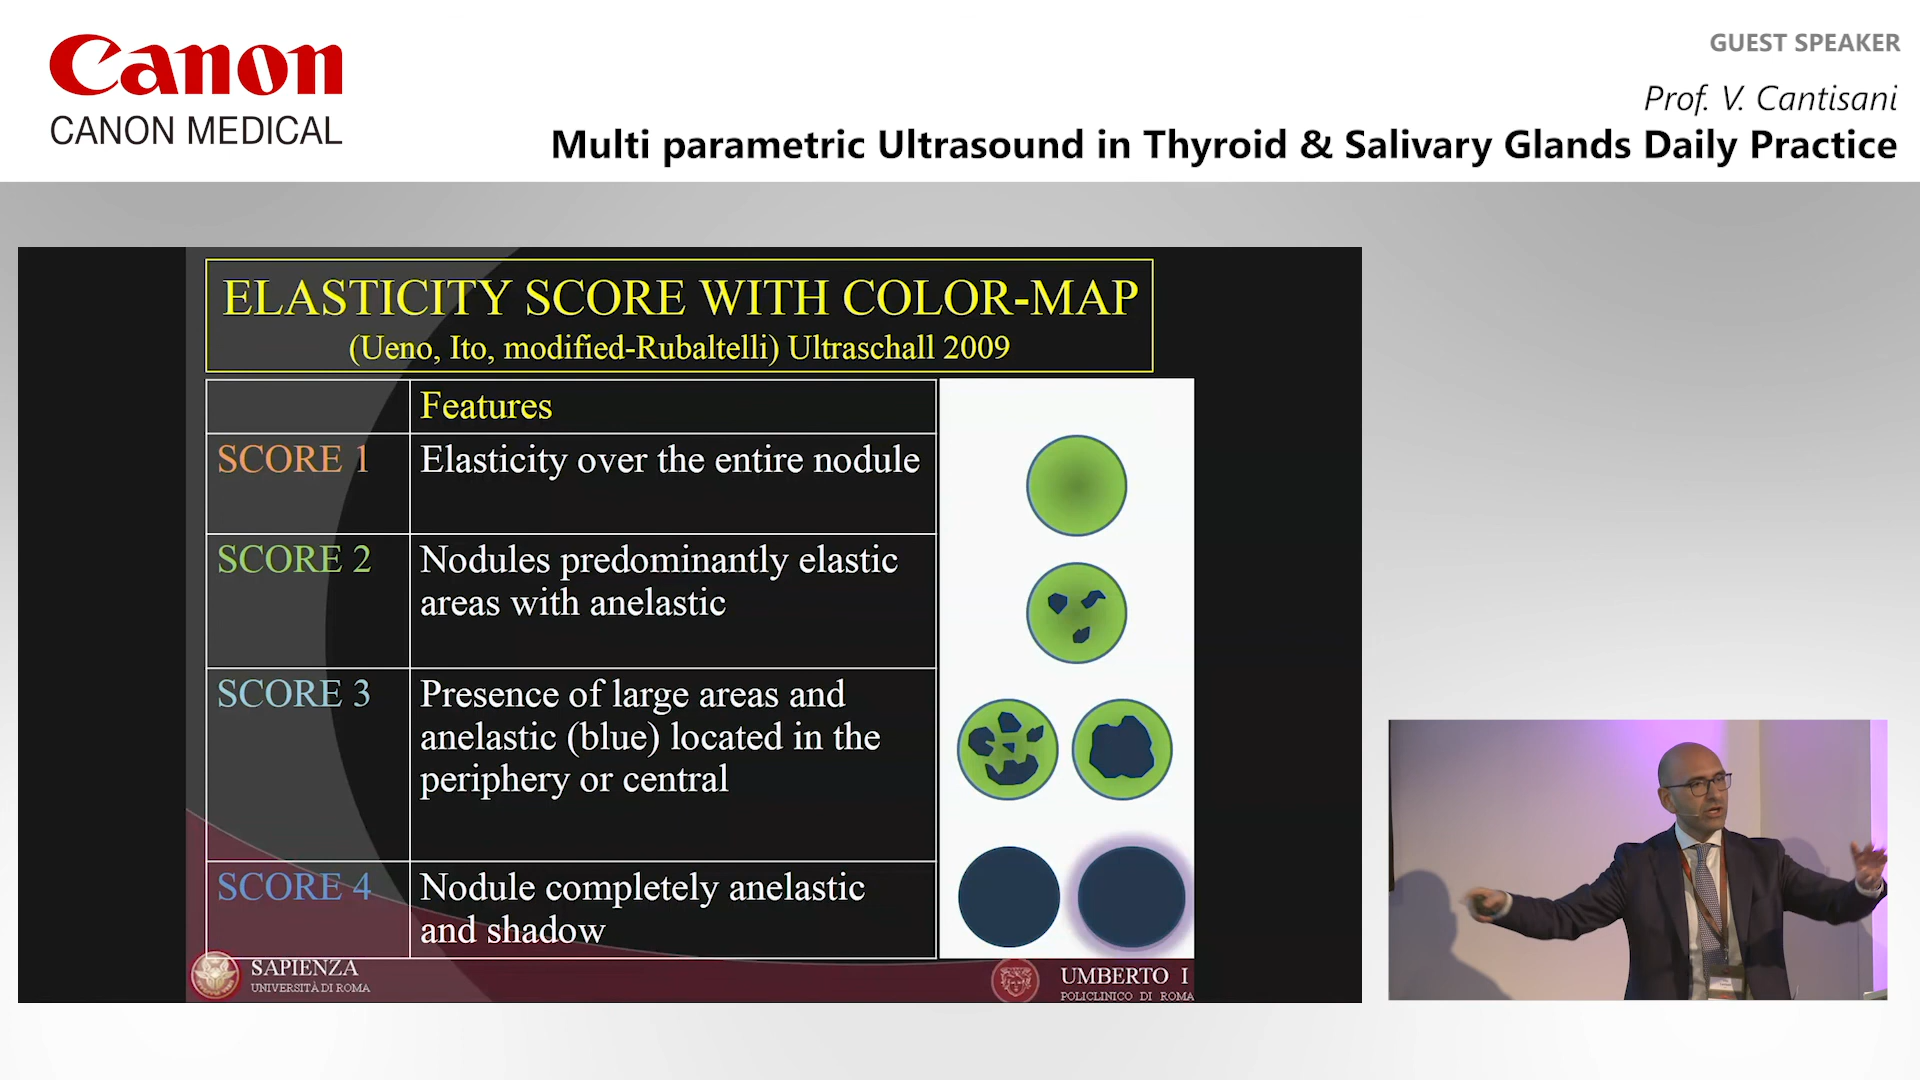 Canon
CANON MEDICAL
GUEST SPEAKER
Prof. V. Cantisani
Multi parametric Ultrasound in Thyroid & Salivary Glands Daily Practice
ELASTICITY SCORE WITH COLOR-MAP
(Ueno, Ito, modified-Rubaltelli) Ultraschall 2009
Features
SCORE 1
Elasticity over the entire nodule
SCORE 2
Nodules predominantly elastic
areas with anelastic
SCORE 3
Presence of large areas and
anelastic (blue) located in the
periphery or central
SCORE 4
Nodule completely anelastic
and shadow
SAPIENZA
UNIVERSITÀ DI ROMA
UMBERTO I
POLICLINICO DI ROMA